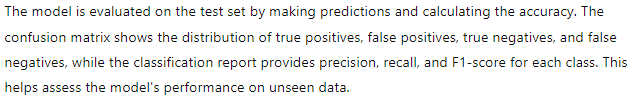 The model is evaluated on the test set by making predictions and calculating the accuracy. The
confusion matrix shows the distribution of true positives, false positives, true negatives, and false
negatives, while the classification report provides precision, recall, and F1-score for each class. This
helps assess the model's performance on unseen data.